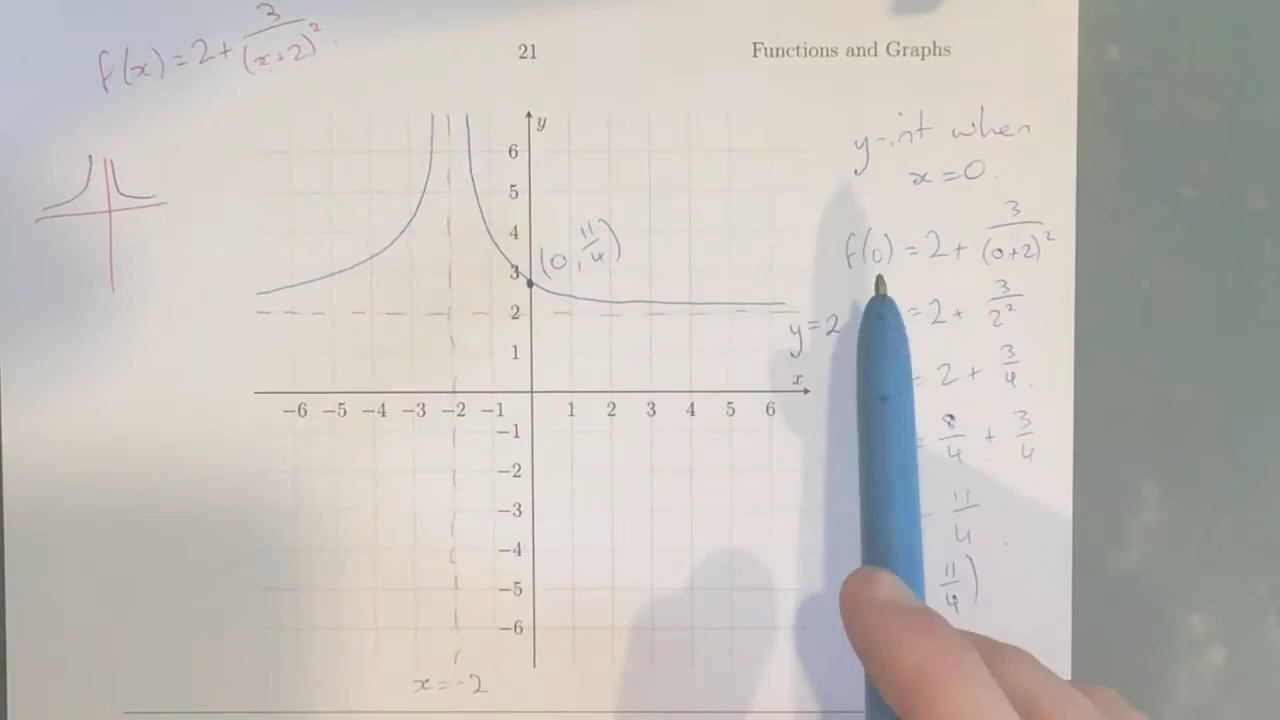 f(x) = 2 + 3/(x+2)²
21
Functions and Graphs
y
6
5
4
3
2
1
(0, 11/4)
y = 2
x
−6 −5 −4 −3 −2 −1 1 2 3 4 5 6
−1
−2
−3
−4
−5
−6
x = −2
y-int when
x = 0.
f(0) = 2 + 3/(0+2)²
= 2 + 3/2²
= 2 + 3/4.
= 8/4 + 3/4
= 11/4
11/4)